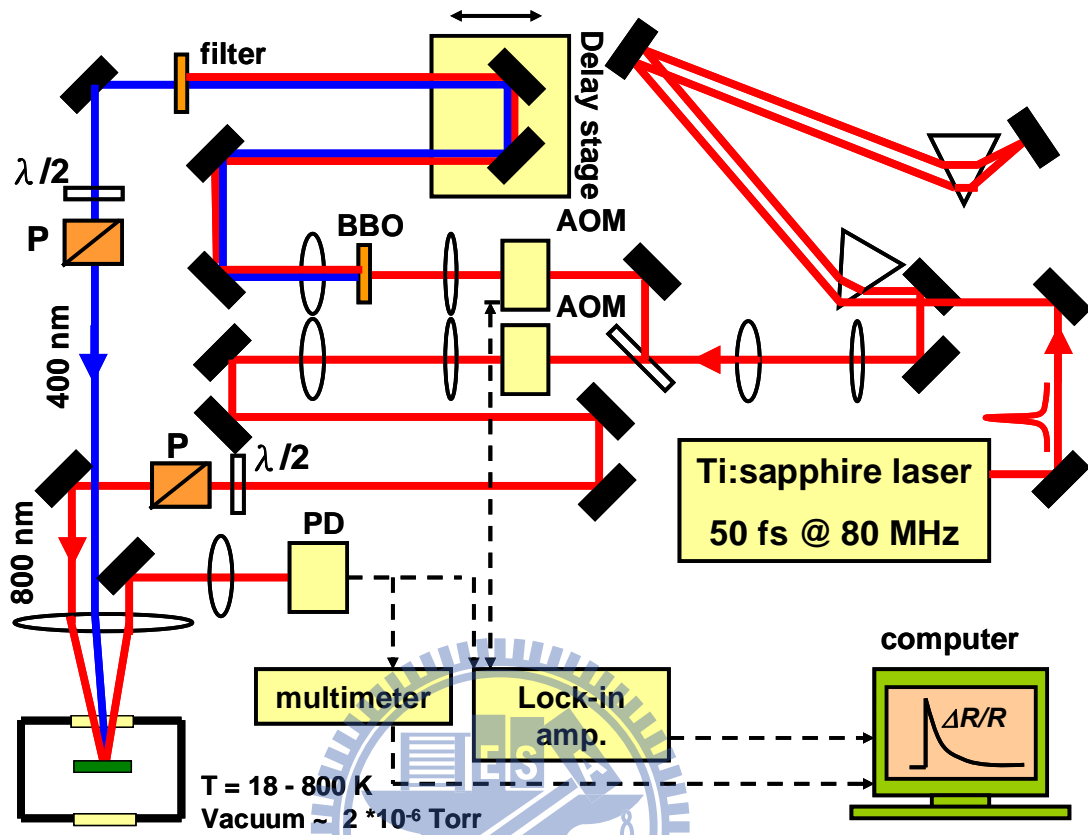 filter
Delay stage
λ/2
P
BBO
AOM
AOM
400 nm
P
λ/2
Ti:sapphire laser
50 fs @ 80 MHz
800 nm
PD
computer
multimeter
Lock-in
amp.
ΔR/R
T = 18 - 800 K
Vacuum ~ 2 *10⁻⁶ Torr
E S A